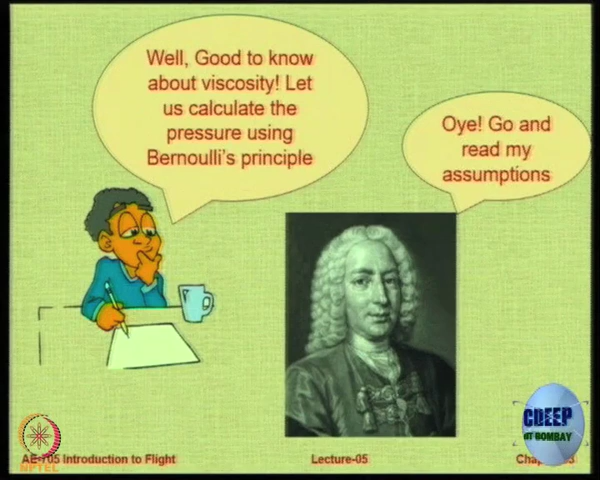 Well, Good to know
about viscosity! Let
us calculate the
pressure using
Bernoulli's principle
Oye! Go and
read my
assumptions
CDEEP
IIT BOMBAY
NPTEL
AE-705 Introduction to Flight
Lecture-05